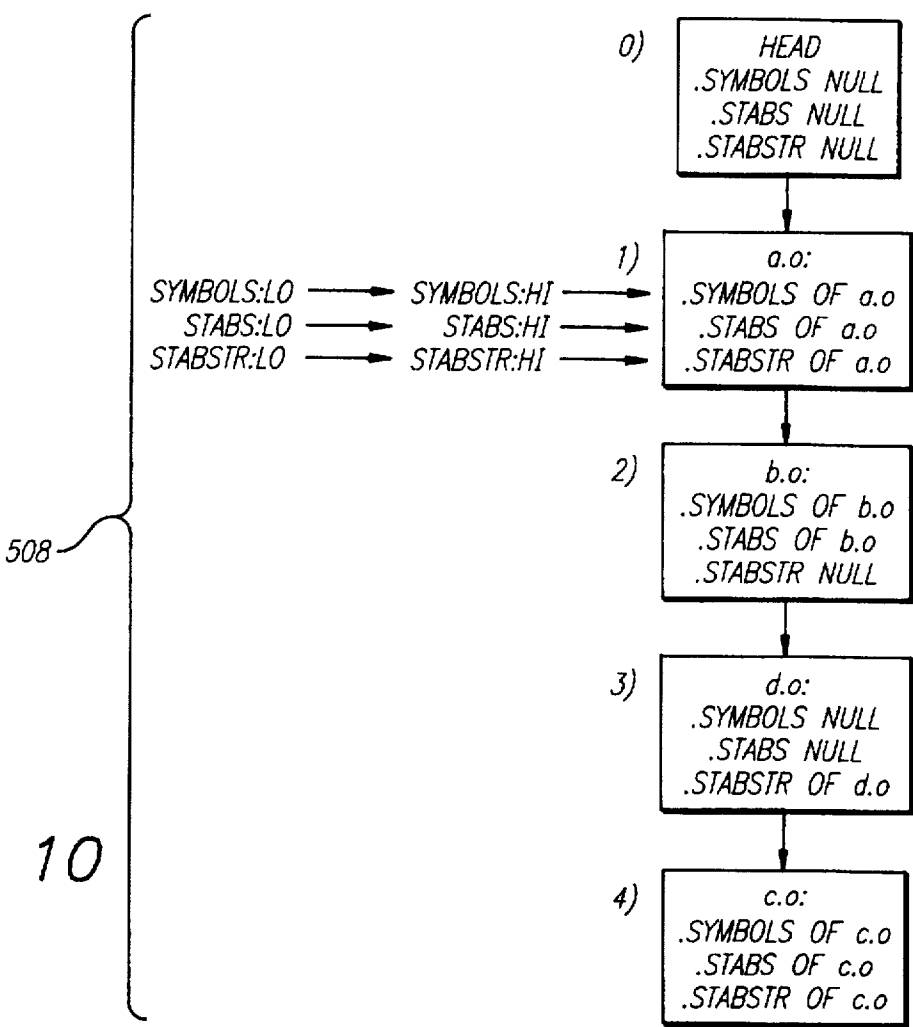 0)
HEAD
.SYMBOLS NULL
.STABS NULL
.STABSTR NULL
1)
a.o:
.SYMBOLS OF a.o
.STABS OF a.o
.STABSTR OF a.o
SYMBOLS:LO SYMBOLS:HI
STABS:LO STABS:HI
STABSTR:LO STABSTR:HI
2)
b.o:
.SYMBOLS OF b.o
.STABS OF b.o
.STABSTR NULL
508
3)
d.o:
.SYMBOLS NULL
.STABS NULL
.STABSTR OF d.o
10
4)
c.o:
.SYMBOLS OF c.o
.STABS OF c.o
.STABSTR OF c.o